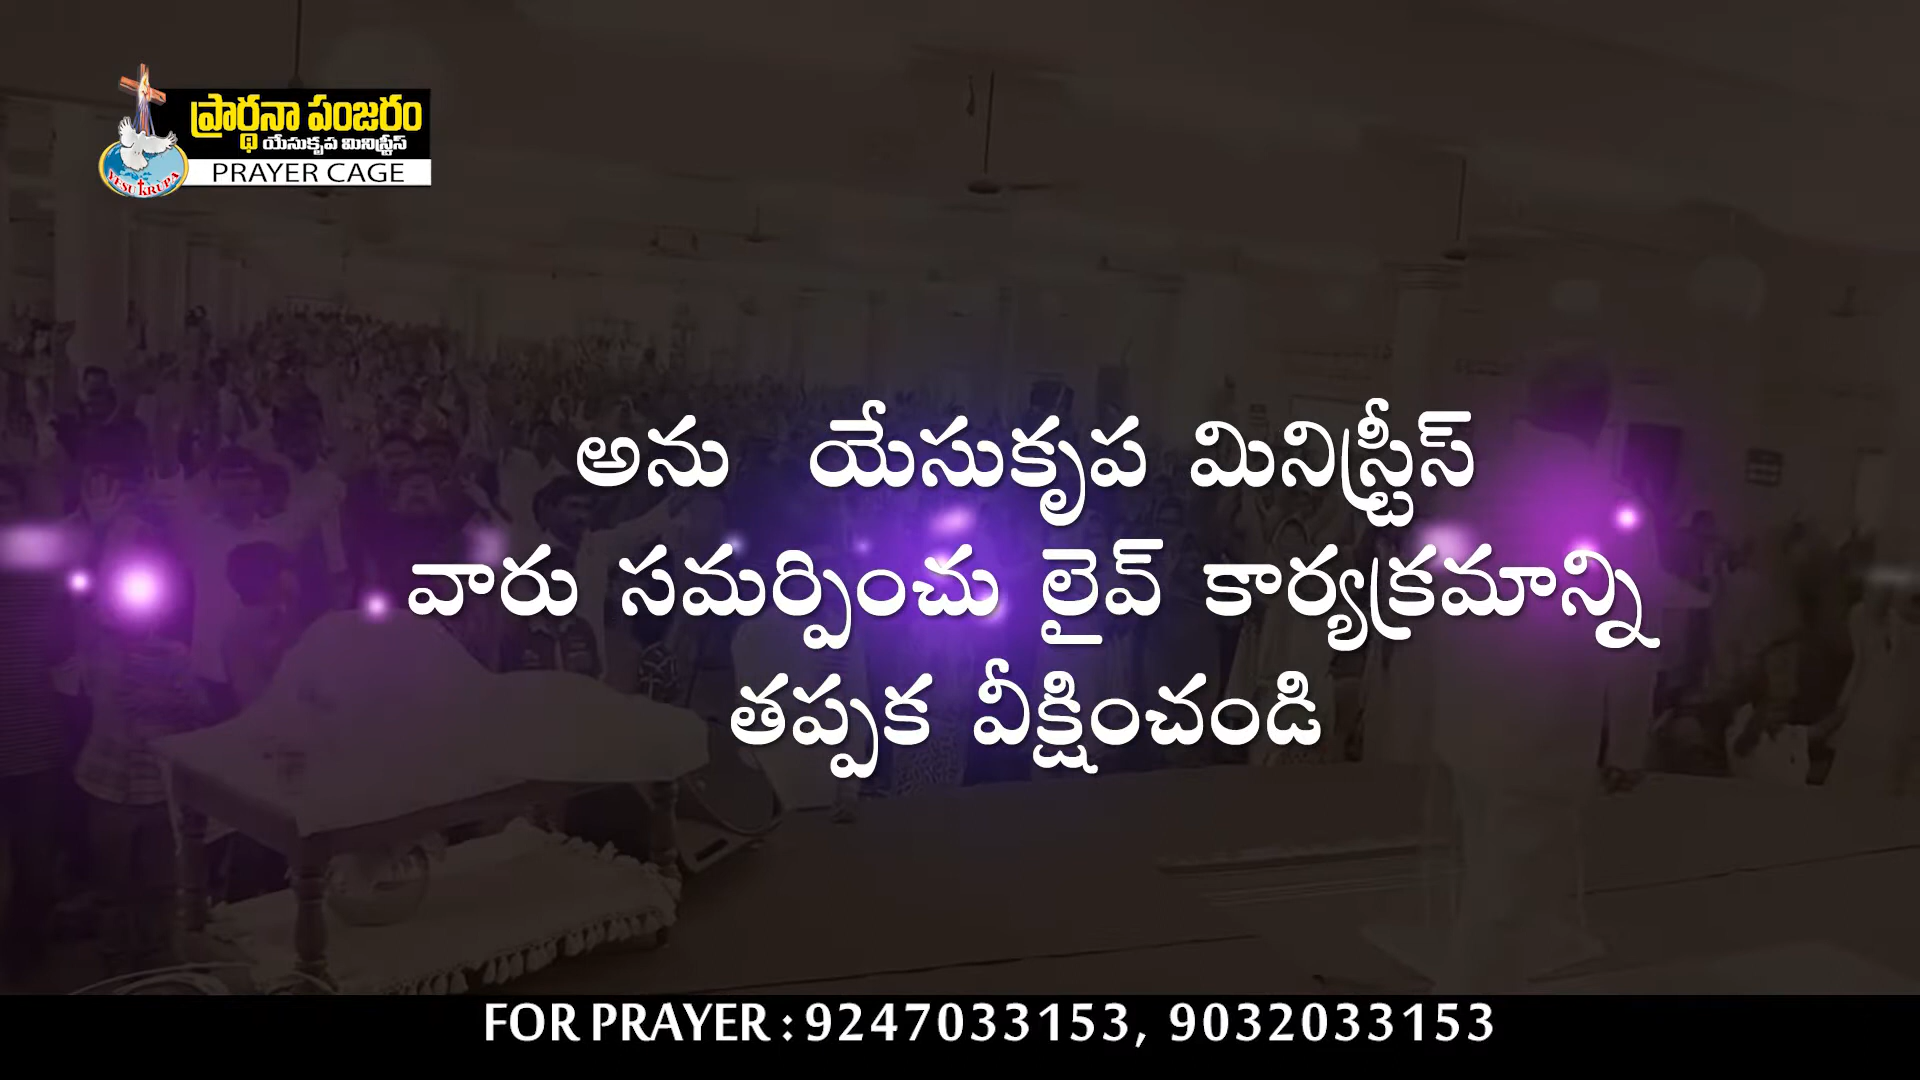 ప్రార్థనా పంజరం
ది యేసుకృప మినిస్ట్రీస్
PRAYER CAGE
YESU KRUPA
అను యేసుకృప మినిస్ట్రీస్
వారు సమర్పించు లైవ్ కార్యక్రమాన్ని
తప్పక వీక్షించండి
FOR PRAYER : 9247033153, 9032033153